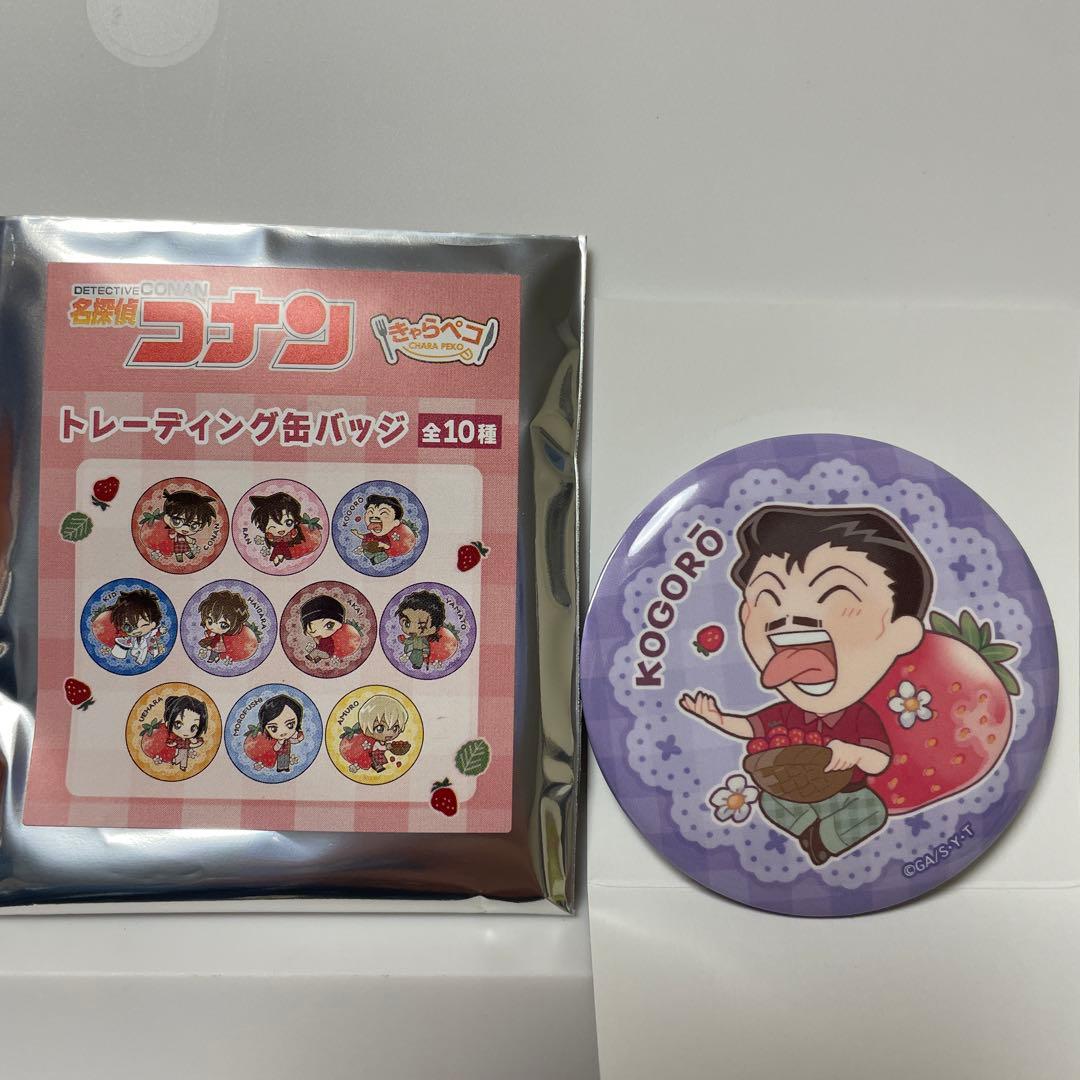 DETECTIVE CONAN
名探偵
コナン
きゃらペコ
CHARA PEKO
トレーディング缶バッジ 全10種
CONAN
RAN
KOGORŌ
KID
HAIBARA
AKAI
YAMATO
UEHARA
MOROFUSHI
AMURO
KOGORŌ
©GA/S・Y・T